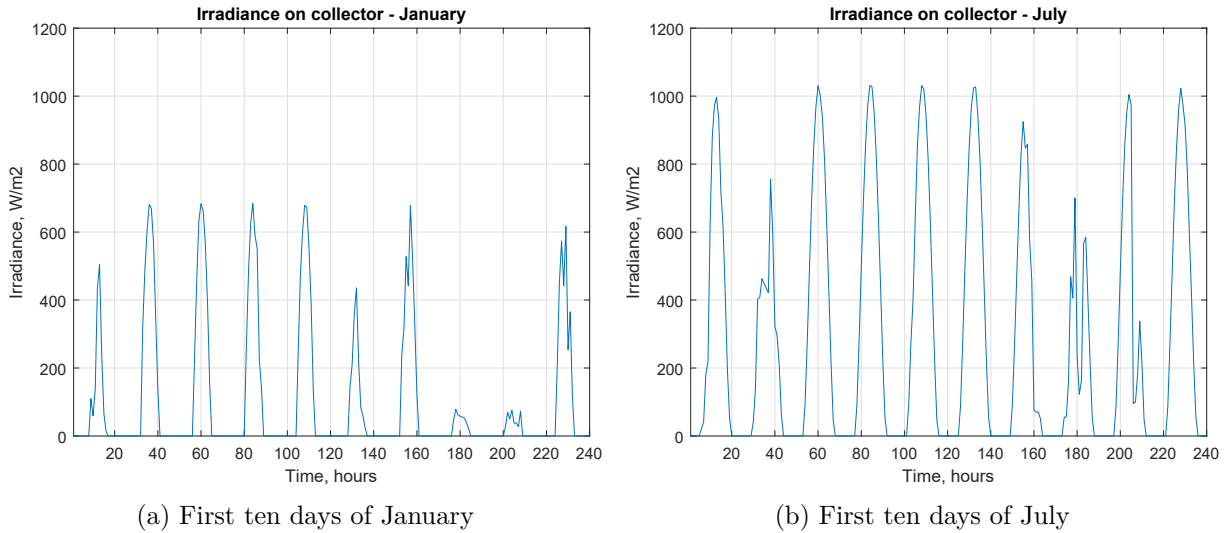 Irradiance on collector - January
1200
1000
800
600
400
200
0
Irradiance, W/m2
20 40 60 80 100 120 140 160 180 200 220 240
Time, hours
(a) First ten days of January
Irradiance on collector - July
1200
1000
800
600
400
200
0
Irradiance, W/m2
20 40 60 80 100 120 140 160 180 200 220 240
Time, hours
(b) First ten days of July